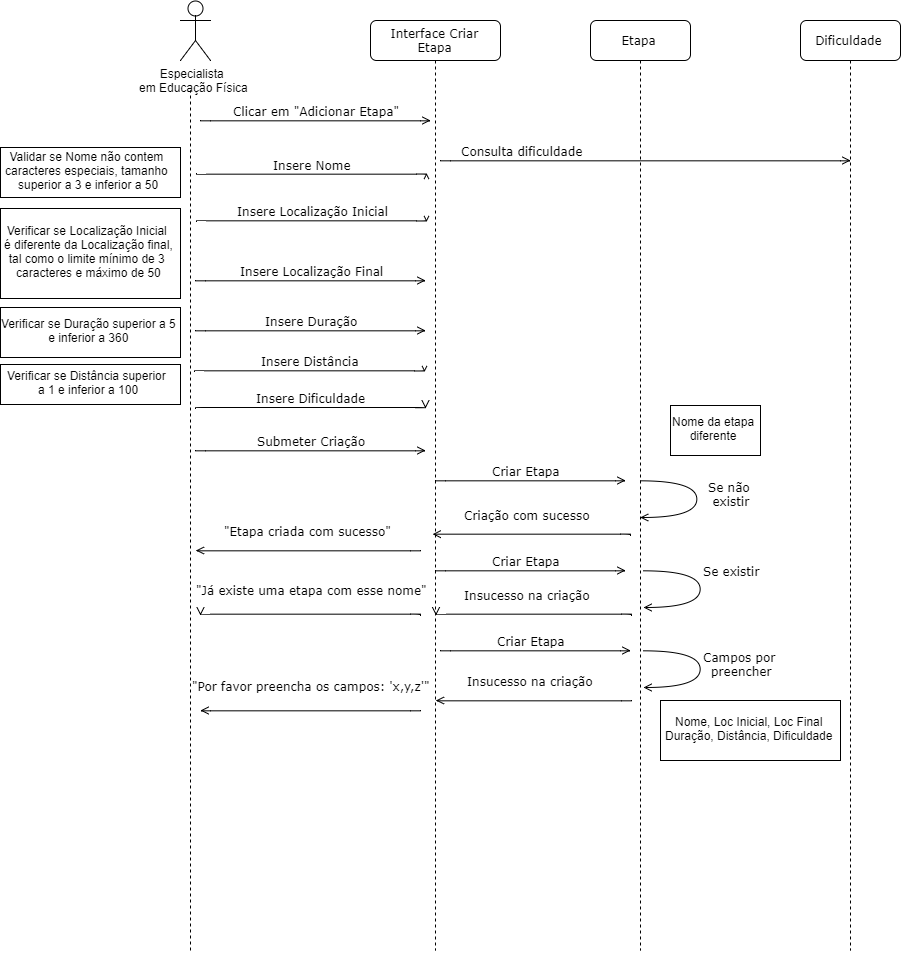 Interface Criar
Etapa
Etapa
Dificuldade
Especialista
em Educação Física
Clicar em "Adicionar Etapa"
Consulta dificuldade
Validar se Nome não contem
caracteres especiais, tamanho
superior a 3 e inferior a 50
Insere Nome
Insere Localização Inicial
Verificar se Localização Inicial
é diferente da Localização final,
tal como o limite mínimo de 3
caracteres e máximo de 50
Insere Localização Final
Verificar se Duração superior a 5
e inferior a 360
Insere Duração
Insere Distância
Verificar se Distância superior
a 1 e inferior a 100
Insere Dificuldade
Nome da etapa
diferente
Submeter Criação
Criar Etapa
Se não
existir
Criação com sucesso
"Etapa criada com sucesso"
Criar Etapa
Se existir
"Já existe uma etapa com esse nome"
Insucesso na criação
Criar Etapa
Campos por
preencher
Insucesso na criação
"Por favor preencha os campos: 'x,y,z'"
Nome, Loc Inicial, Loc Final
Duração, Distância, Dificuldade